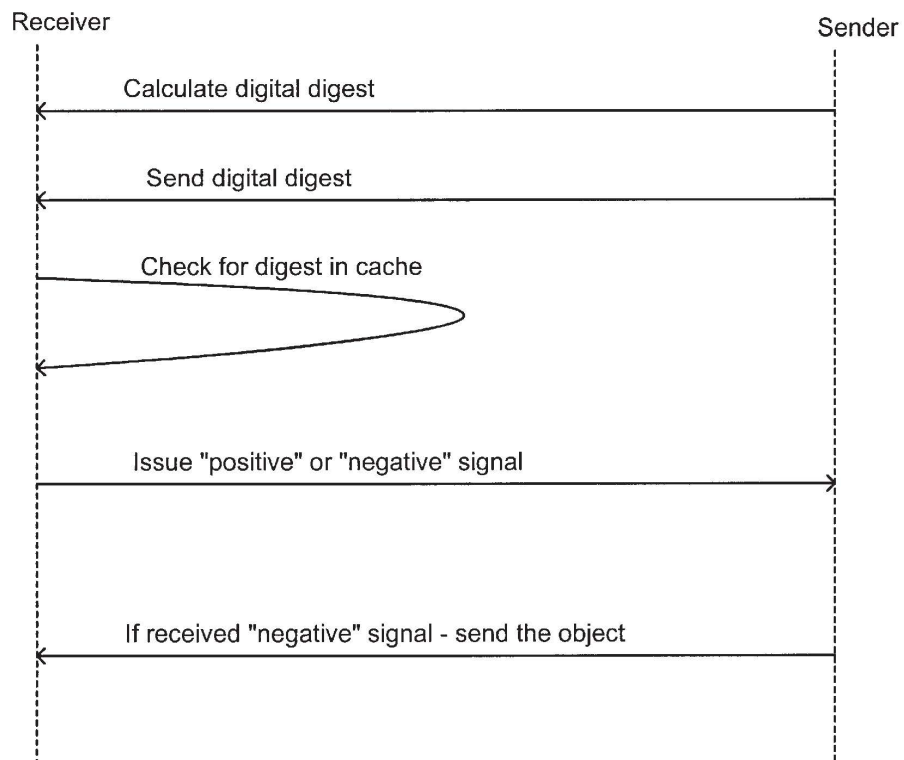 Receiver
Sender
Calculate digital digest
Send digital digest
Check for digest in cache
Issue "positive" or "negative" signal
If received "negative" signal - send the object